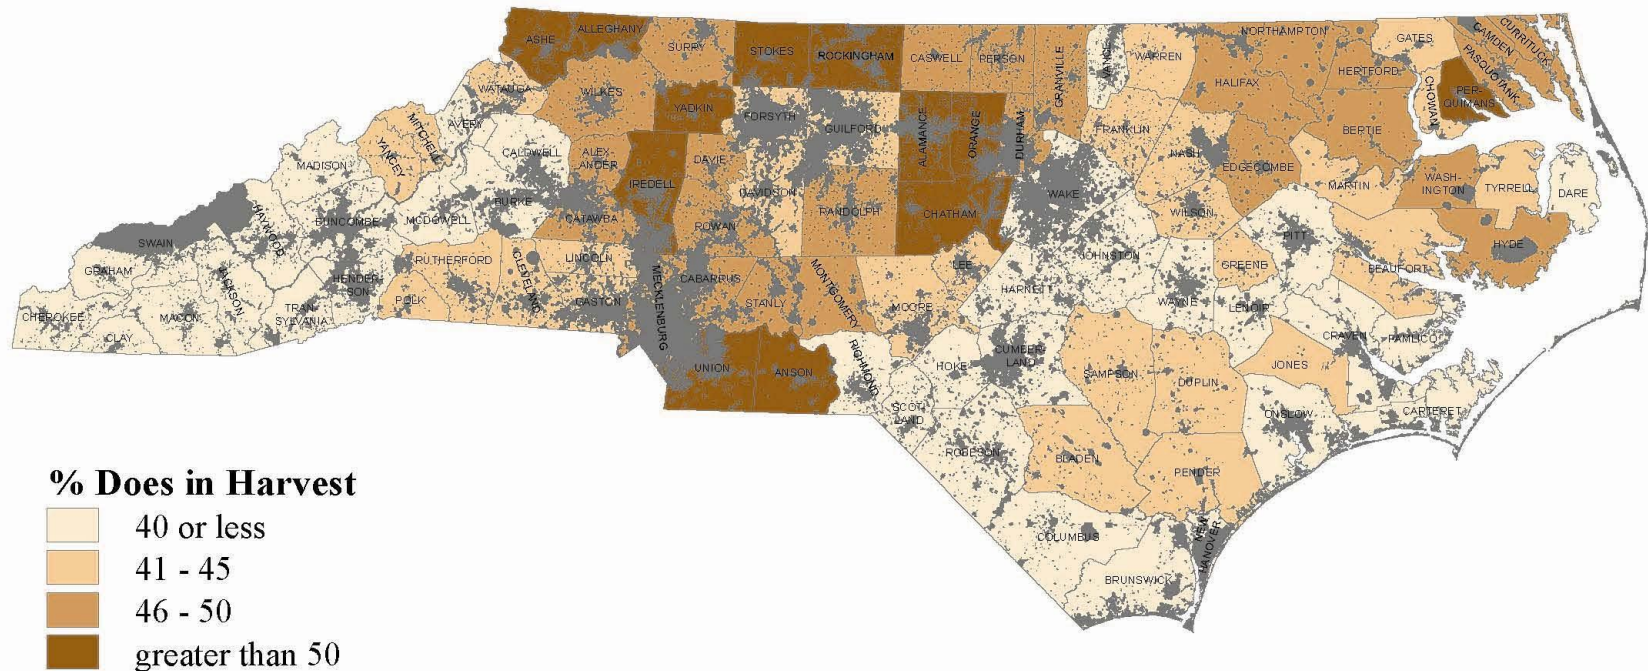 ASHE
ALLEGHANY
SURRY
STOKES
ROCKINGHAM
CASWELL
PERSON
GRANVILLE
VANCE
WARREN
NORTHAMPTON
GATES
CAMDEN
CURRITUCK
PASQUOTANK
HERTFORD
HALIFAX
CHOWAN
PER-
QUIMANS
WATAUGA
WILKES
YADKIN
FORSYTH
GUILFORD
ALAMANCE
ORANGE
DURHAM
FRANKLIN
NASH
EDGECOMBE
BERTIE
MITCHELL
AVERY
YANCEY
MADISON
CALDWELL
ALEX-
ANDER
IREDELL
DAVIE
DAVIDSON
RANDOLPH
CHATHAM
WAKE
WILSON
MARTIN
WASH-
INGTON
TYRRELL
DARE
SWAIN
HAYWOOD
BUNCOMBE
MCDOWELL
BURKE
CATAWBA
ROWAN
LEE
JOHNSTON
GREENE
PITT
BEAUFORT
HYDE
GRAHAM
JACKSON
HENDER-
SON
RUTHERFORD
CLEVELAND
LINCOLN
GASTON
MECKLENBURG
CABARRUS
STANLY
MONTGOMERY
MOORE
HARNETT
WAYNE
LENOIR
CRAVEN
PAMLICO
CHEROKEE
CLAY
MACON
TRAN-
SYLVANIA
POLK
UNION
ANSON
RICHMOND
HOKE
CUMBER-
LAND
SAMPSON
DUPLIN
JONES
SCOT-
LAND
ROBESON
BLADEN
PENDER
ONSLOW
CARTERET
COLUMBUS
NEW
HANOVER
BRUNSWICK
% Does in Harvest
40 or less
41 - 45
46 - 50
greater than 50